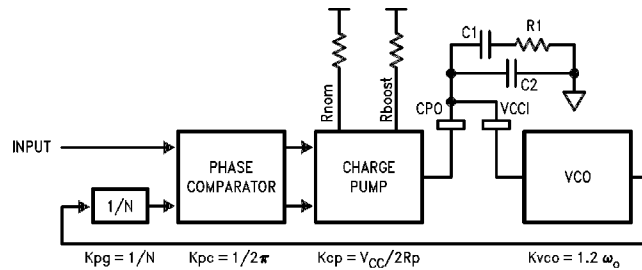 C1
R1
C2
Rnom
Rboost
CPO
VCCI
INPUT
PHASE
COMPARATOR
CHARGE
PUMP
VCO
1/N
Kpg = 1/N
Kpc = 1/2π
Kcp = VCC/2Rp
Kvco = 1.2 ωo